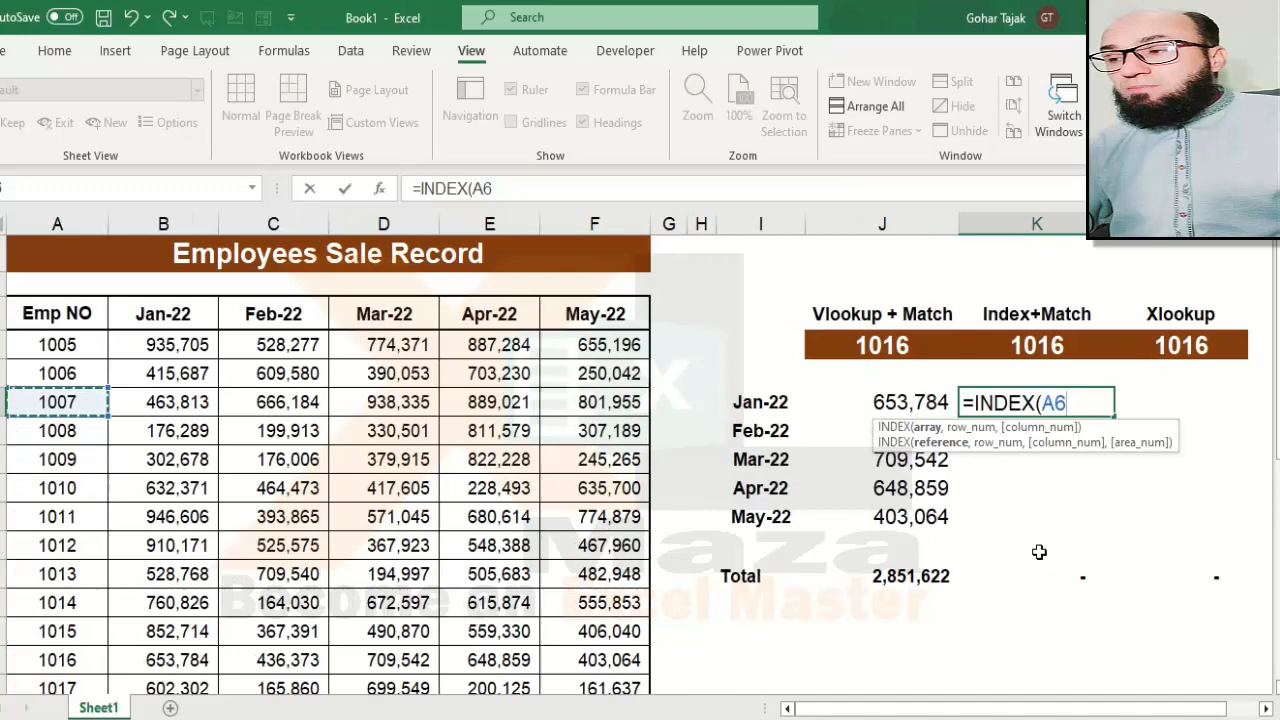 AutoSave Off Book1 - Excel Search Gohar Tajak GT
Home Insert Page Layout Formulas Data Review View Automate Developer Help Power Pivot
Keep Exit New Options
Sheet View
Normal Page Break Preview Page Layout Custom Views
Workbook Views
Navigation Ruler Formula Bar Gridlines Headings
Show
Zoom 100% Zoom to Selection
Zoom
New Window Arrange All Freeze Panes Split Hide Unhide
Switch Windows
Window
=INDEX(A6
A B C D E F G H I J K
Employees Sale Record
Emp NO Jan-22 Feb-22 Mar-22 Apr-22 May-22
1005 935,705 528,277 774,371 887,284 655,196
1006 415,687 609,580 390,053 703,230 250,042
1007 463,813 666,184 938,335 889,021 801,955
1008 176,289 199,913 330,501 811,579 307,189
1009 302,678 176,006 379,915 822,228 245,265
1010 632,371 464,473 417,605 228,493 635,700
1011 946,606 393,865 571,045 680,614 774,879
1012 910,171 525,575 367,923 548,388 467,960
1013 528,768 709,540 194,997 505,683 482,948
1014 760,826 164,030 672,597 615,874 555,853
1015 852,714 367,391 490,870 559,330 406,040
1016 653,784 436,373 709,542 648,859 403,064
1017 602,302 165,860 699,549 200,125 161,637
Vlookup + Match Index+Match Xlookup
1016 1016 1016
Jan-22 653,784 =INDEX(A6
INDEX(array, row_num, [column_num])
INDEX(reference, row_num, [column_num], [area_num])
Feb-22
Mar-22 709,542
Apr-22 648,859
May-22 403,064
Total 2,851,622 - -
Maza
Become an Excel Master
Sheet1